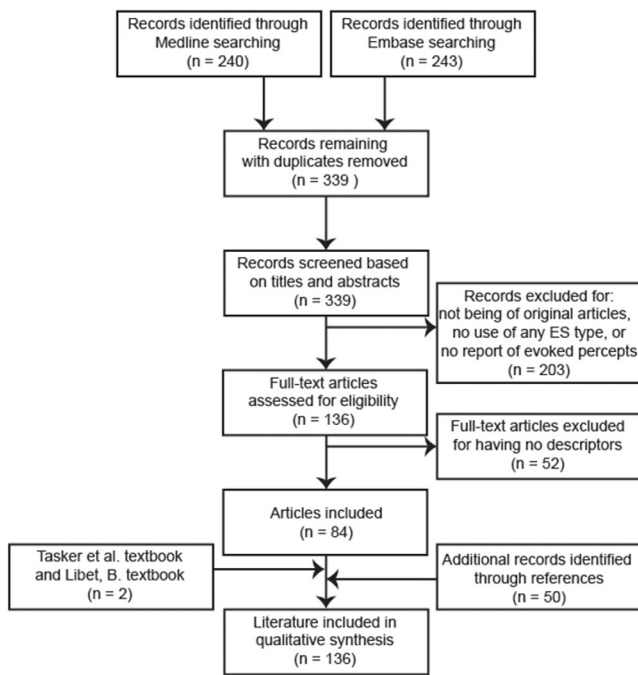 Records identified through
Medline searching
(n = 240)
Records identified through
Embase searching
(n = 243)
Records remaining
with duplicates removed
(n = 339 )
Records screened based
on titles and abstracts
(n = 339)
Records excluded for:
not being of original articles,
no use of any ES type, or
no report of evoked percepts
(n = 203)
Full-text articles
assessed for eligibility
(n = 136)
Full-text articles excluded
for having no descriptors
(n = 52)
Articles included
(n = 84)
Tasker et al. textbook
and Libet, B. textbook
(n = 2)
Additional records identified
through references
(n = 50)
Literature included in
qualitative synthesis
(n = 136)